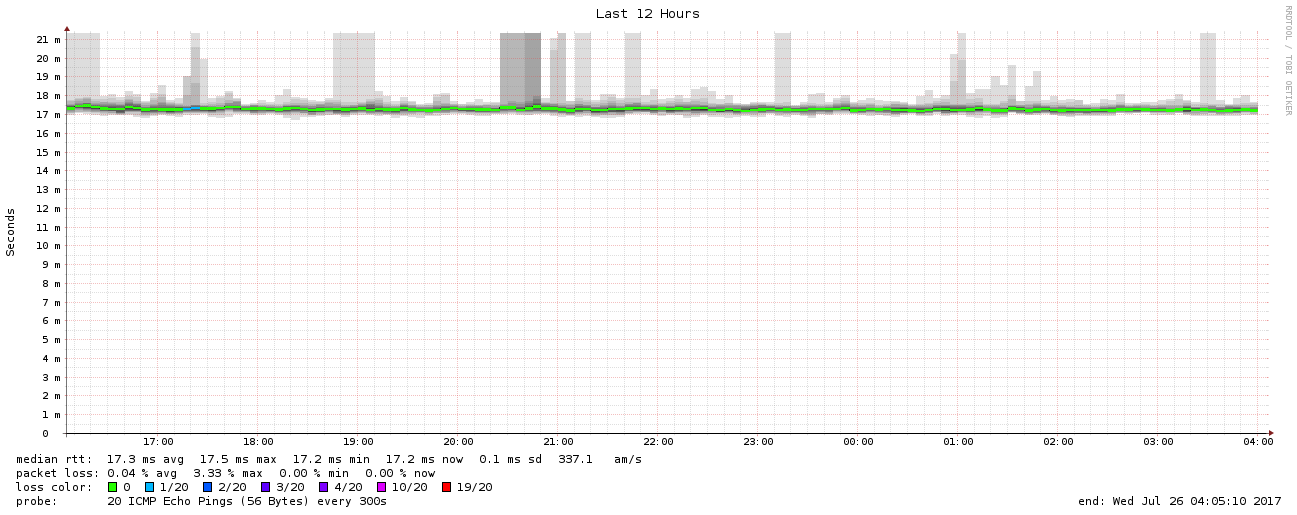 Last 12 Hours
RRDTOOL / TOBI OETIKER
Seconds
21 m
20 m
19 m
18 m
17 m
16 m
15 m
14 m
13 m
12 m
11 m
10 m
9 m
8 m
7 m
6 m
5 m
4 m
3 m
2 m
1 m
0
17:00 18:00 19:00 20:00 21:00 22:00 23:00 00:00 01:00 02:00 03:00 04:00
median rtt: 17.3 ms avg 17.5 ms max 17.2 ms min 17.2 ms now 0.1 ms sd 337.1 am/s
packet loss: 0.04 % avg 3.33 % max 0.00 % min 0.00 % now
loss color: 0 1/20 2/20 3/20 4/20 10/20 19/20
probe: 20 ICMP Echo Pings (56 Bytes) every 300s end: Wed Jul 26 04:05:10 2017